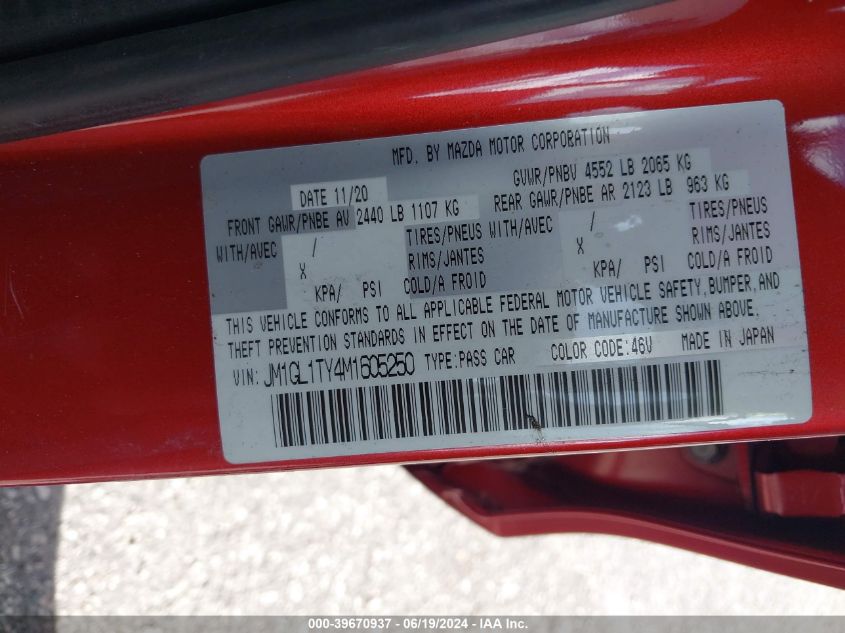 MFD. BY MAZDA MOTOR CORPORATION
DATE 11/20 GVWR/PNBV 4552 LB 2065 KG
FRONT GAWR/PNBE AV 2440 LB 1107 KG REAR GAWR/PNBE AR 2123 LB 963 KG
WITH/AVEC / TIRES/PNEUS WITH/AVEC / TIRES/PNEUS
X RIMS/JANTES X RIMS/JANTES
KPA/ PSI COLD/A FROID KPA/ PSI COLD/A FROID
THIS VEHICLE CONFORMS TO ALL APPLICABLE FEDERAL MOTOR VEHICLE SAFETY, BUMPER, AND
THEFT PREVENTION STANDARDS IN EFFECT ON THE DATE OF MANUFACTURE SHOWN ABOVE.
VIN: JM1GL1TY4M1605250 TYPE:PASS CAR COLOR CODE:46V MADE IN JAPAN
000-39670937 - 06/19/2024 - IAA Inc.